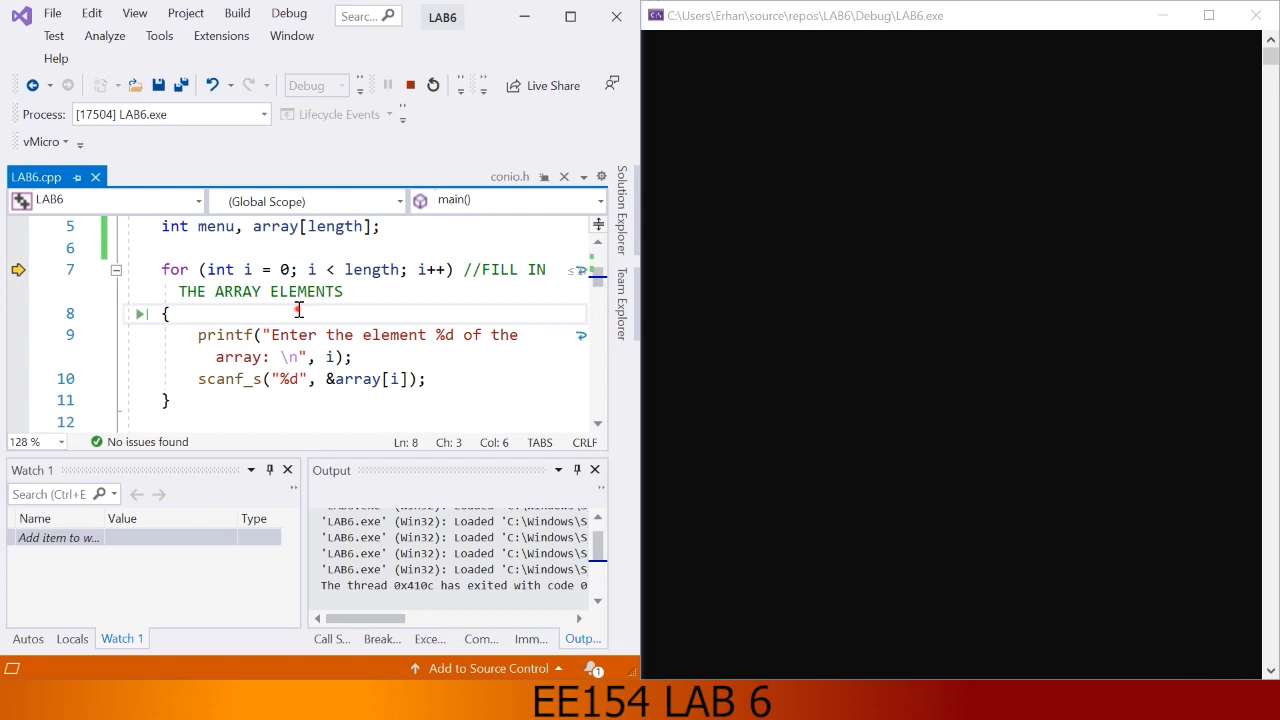 File Edit View Project Build Debug Searc... LAB6
Test Analyze Tools Extensions Window
Help
Debug Live Share
Process: [17504] LAB6.exe Lifecycle Events
vMicro
LAB6.cpp conio.h
LAB6 (Global Scope) main()
5 int menu, array[length];
6
7 for (int i = 0; i < length; i++) //FILL IN
THE ARRAY ELEMENTS
8 {
9 printf("Enter the element %d of the
array: \n", i);
10 scanf_s("%d", &array[i]);
11 }
12
128 % No issues found Ln: 8 Ch: 3 Col: 6 TABS CRLF
Watch 1 Output
Search (Ctrl+E
Name Value Type
Add item to w...
'LAB6.exe' (Win32): Loaded 'C:\Windows\S
'LAB6.exe' (Win32): Loaded 'C:\Windows\S
'LAB6.exe' (Win32): Loaded 'C:\Windows\S
'LAB6.exe' (Win32): Loaded 'C:\Windows\S
'LAB6.exe' (Win32): Loaded 'C:\Windows\S
The thread 0x410c has exited with code 0
Autos Locals Watch 1 Call S... Break... Exce... Com... Imm... Outp...
Add to Source Control 1
Solution Explorer
Team Explorer
C:\Users\Erhan\source\repos\LAB6\Debug\LAB6.exe
EE154 LAB 6